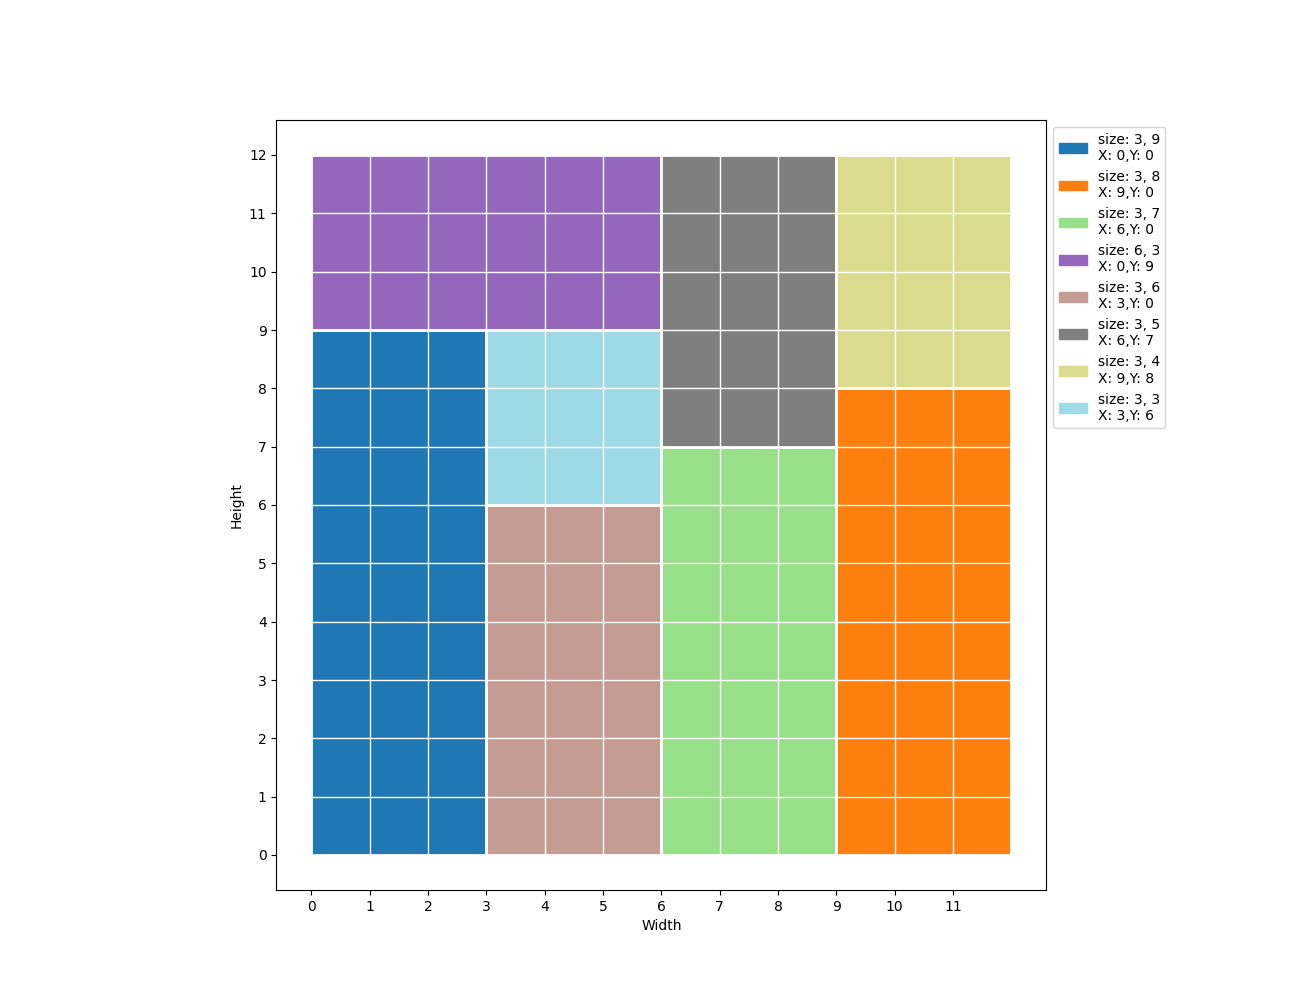 size: 3, 9
X: 0,Y: 0
size: 3, 8
X: 9,Y: 0
size: 3, 7
X: 6,Y: 0
size: 6, 3
X: 0,Y: 9
size: 3, 6
X: 3,Y: 0
size: 3, 5
X: 6,Y: 7
size: 3, 4
X: 9,Y: 8
size: 3, 3
X: 3,Y: 6
12
11
10
9
8
7
6
5
4
3
2
1
0
Height
0 1 2 3 4 5 6 7 8 9 10 11
Width